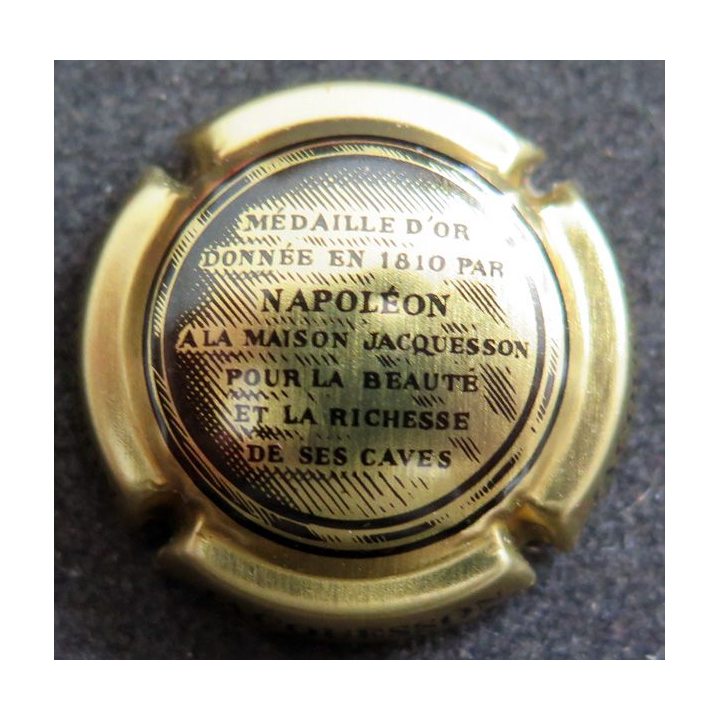 MÉDAILLE D'OR
DONNÉE EN 1810 PAR
NAPOLÉON
A LA MAISON JACQUESSON
POUR LA BEAUTÉ
ET LA RICHESSE
DE SES CAVES